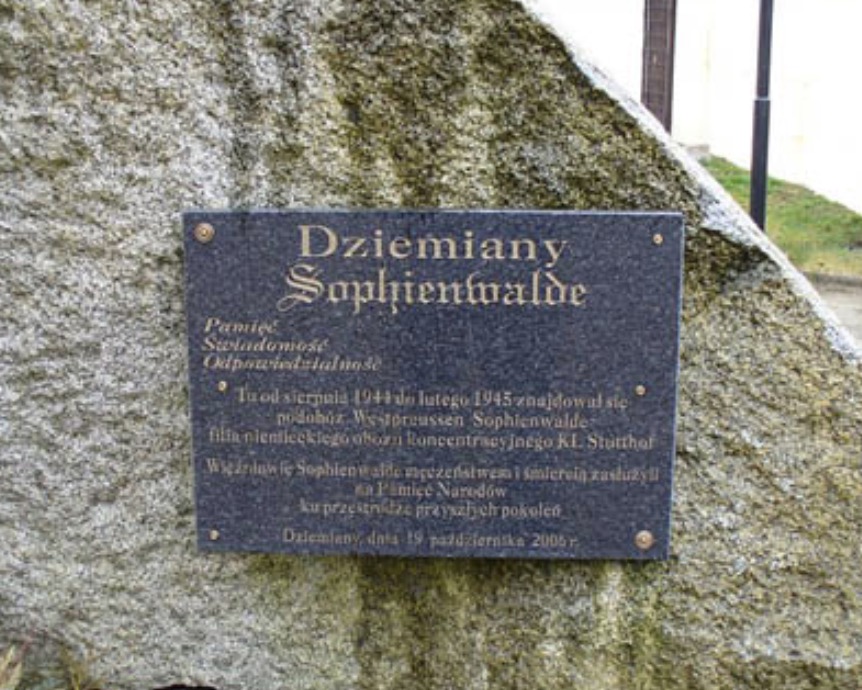 Dziemiany
Sophienwalde
Pamięć
Świadomość
Odpowiedzialność
Tu od sierpnia 1944 do lutego 1945 znajdował się
podobóz Westpreussen Sophienwalde
filia niemieckiego obozu koncentracyjnego KL Stutthof
Więźniowie Sophienwalde męczeństwem i śmiercią zasłużyli
na Pamięć Narodów
ku przestrodze przyszłych pokoleń
Dziemiany, dnia 19 października 2006 r.